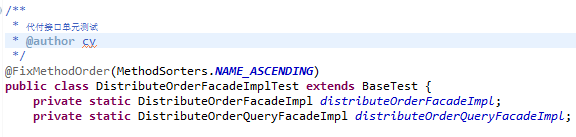 /**
 * 代付接口单元测试
 * @author cy
 */
@FixMethodOrder(MethodSorters.NAME_ASCENDING)
public class DistributeOrderFacadeImplTest extends BaseTest {
    private static DistributeOrderFacadeImpl distributeOrderFacadeImpl;
    private static DistributeOrderQueryFacadeImpl distributeOrderQueryFacadeImpl;